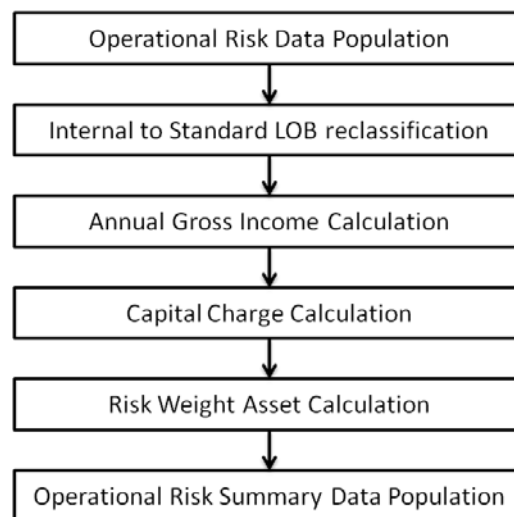 Operational Risk Data Population
Internal to Standard LOB reclassification
Annual Gross Income Calculation
Capital Charge Calculation
Risk Weight Asset Calculation
Operational Risk Summary Data Population